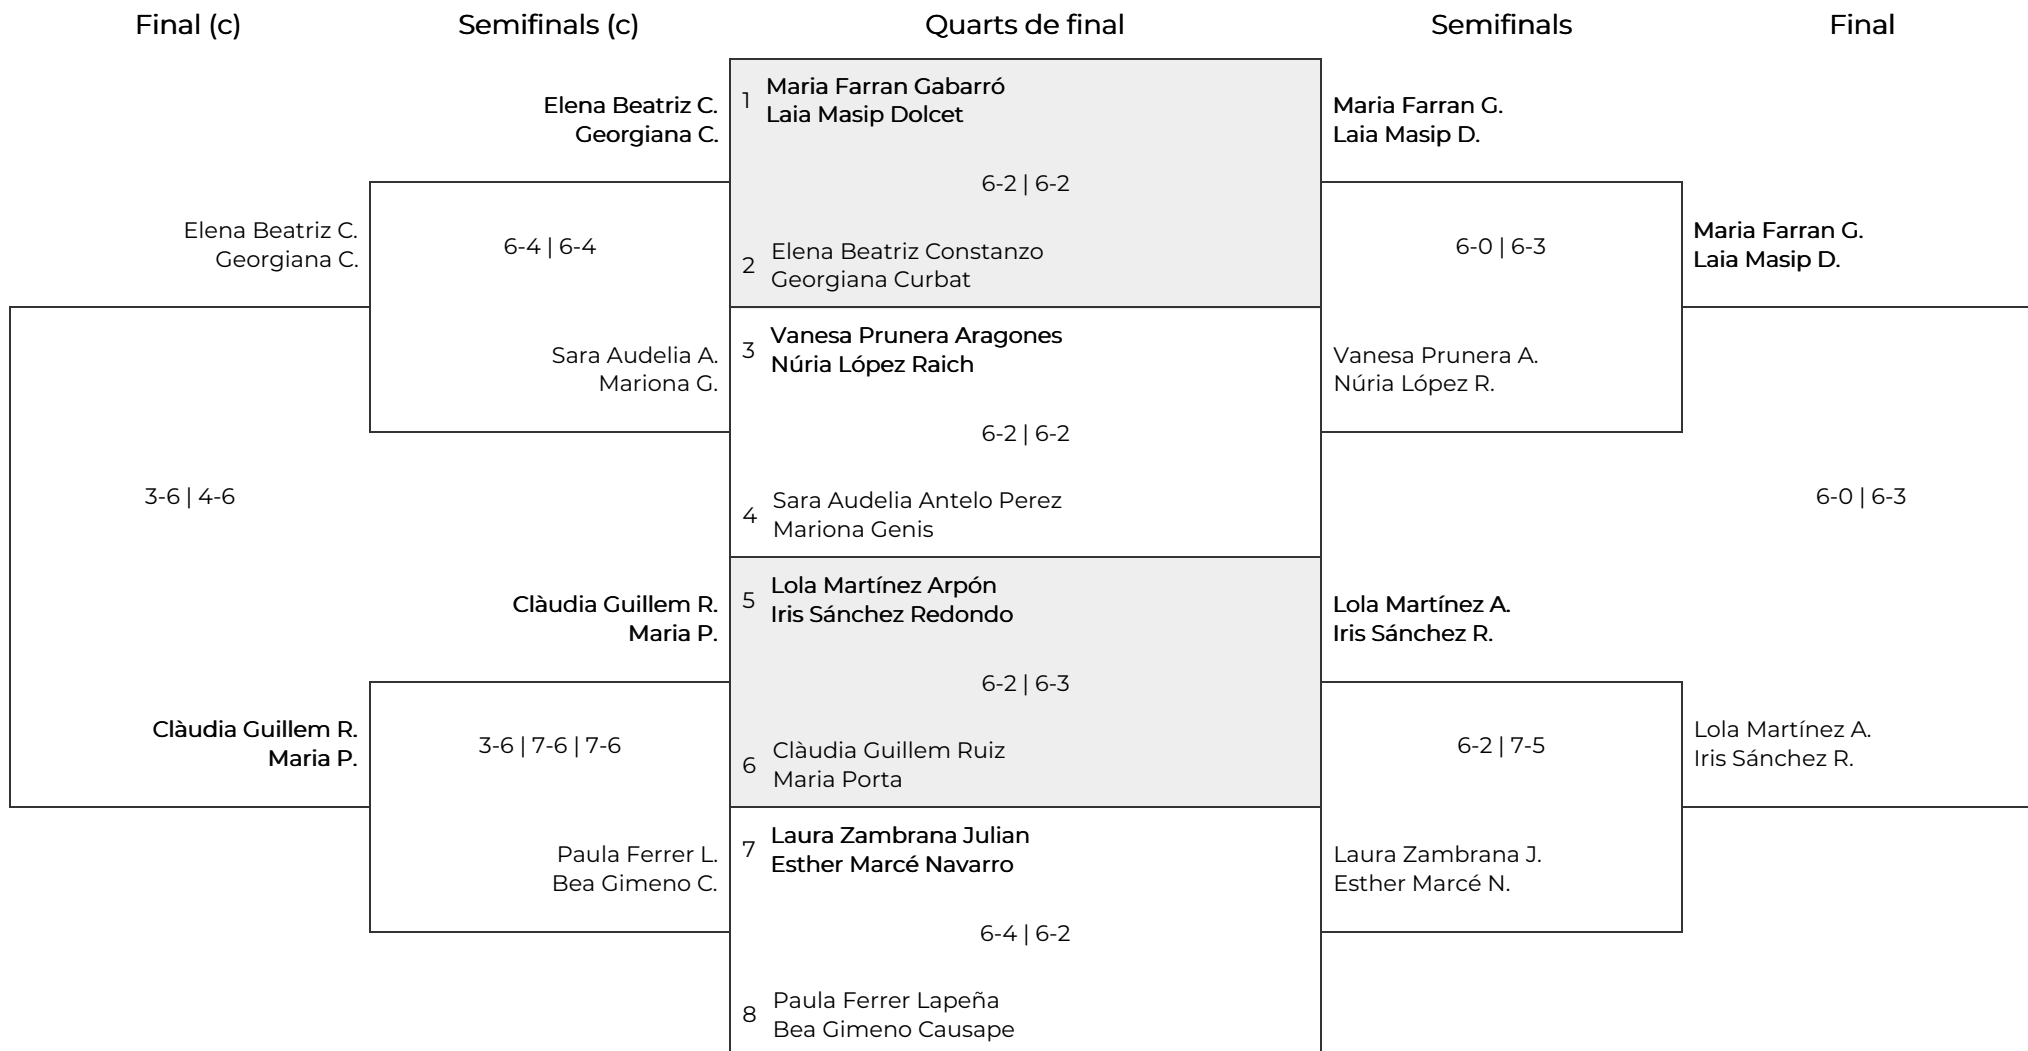 Final (c)
Semifinals (c)
Quarts de final
Semifinals
Final
Elena Beatriz C.
Georgiana C.
1
Maria Farran Gabarró
Laia Masip Dolcet
Maria Farran G.
Laia Masip D.
6-2 | 6-2
Elena Beatriz C.
Georgiana C.
6-4 | 6-4
2
Elena Beatriz Constanzo
Georgiana Curbat
6-0 | 6-3
Maria Farran G.
Laia Masip D.
Sara Audelia A.
Mariona G.
3
Vanesa Prunera Aragones
Núria López Raich
Vanesa Prunera A.
Núria López R.
6-2 | 6-2
3-6 | 4-6
4
Sara Audelia Antelo Perez
Mariona Genis
6-0 | 6-3
Clàudia Guillem R.
Maria P.
5
Lola Martínez Arpón
Iris Sánchez Redondo
Lola Martínez A.
Iris Sánchez R.
6-2 | 6-3
Clàudia Guillem R.
Maria P.
3-6 | 7-6 | 7-6
6
Clàudia Guillem Ruiz
Maria Porta
6-2 | 7-5
Lola Martínez A.
Iris Sánchez R.
Paula Ferrer L.
Bea Gimeno C.
7
Laura Zambrana Julian
Esther Marcé Navarro
Laura Zambrana J.
Esther Marcé N.
6-4 | 6-2
8
Paula Ferrer Lapeña
Bea Gimeno Causape